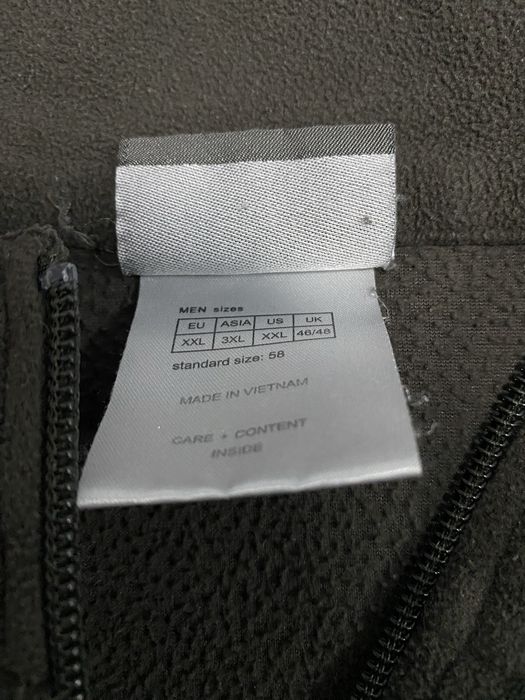 MEN sizes
EU ASIA US UK
XXL 3XL XXL 46/48
standard size: 58
MADE IN VIETNAM
CARE + CONTENT
INSIDE